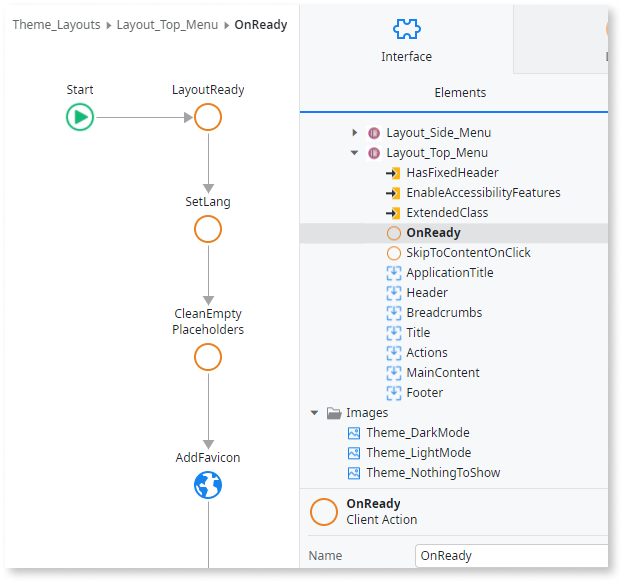 Theme_Layouts ▸ Layout_Top_Menu ▸ OnReady
Start
LayoutReady
SetLang
CleanEmpty
Placeholders
AddFavicon
Interface
Elements
Layout_Side_Menu
Layout_Top_Menu
HasFixedHeader
EnableAccessibilityFeatures
ExtendedClass
OnReady
SkipToContentOnClick
ApplicationTitle
Header
Breadcrumbs
Title
Actions
MainContent
Footer
Images
Theme_DarkMode
Theme_LightMode
Theme_NothingToShow
OnReady
Client Action
Name
OnReady